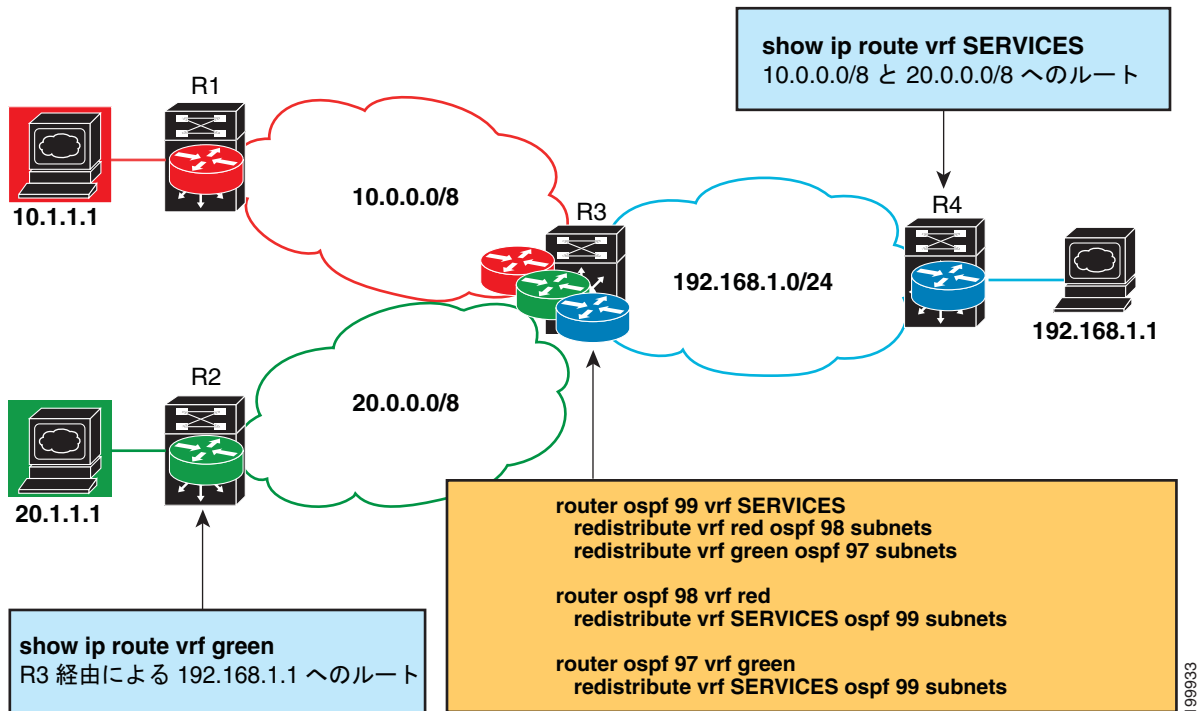 show ip route vrf SERVICES
10.0.0.0/8 と 20.0.0.0/8 へのルート
R1
10.1.1.1
10.0.0.0/8
R3
192.168.1.0/24
R4
192.168.1.1
R2
20.1.1.1
20.0.0.0/8
router ospf 99 vrf SERVICES
redistribute vrf red ospf 98 subnets
redistribute vrf green ospf 97 subnets
router ospf 98 vrf red
redistribute vrf SERVICES ospf 99 subnets
router ospf 97 vrf green
redistribute vrf SERVICES ospf 99 subnets
show ip route vrf green
R3 経由による 192.168.1.1 へのルート
199933